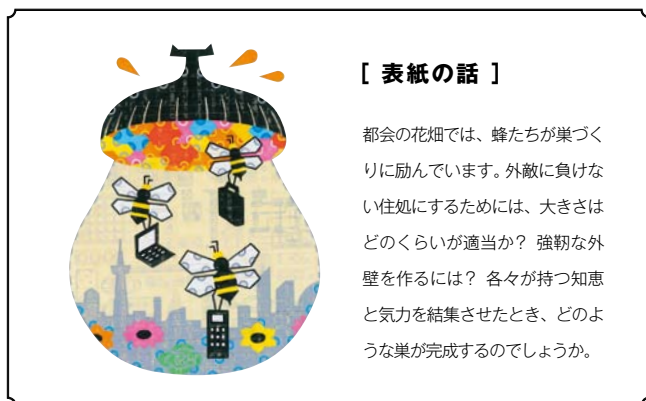 [ 表紙の話 ]
都会の花畑では、蜂たちが巣づく
りに励んでいます。外敵に負けな
い住処にするためには、大きさは
どのくらいが適当か? 強靭な外
壁を作るには? 各々が持つ知恵
と気力を結集させたとき、どのよ
うな巣が完成するのでしょうか。